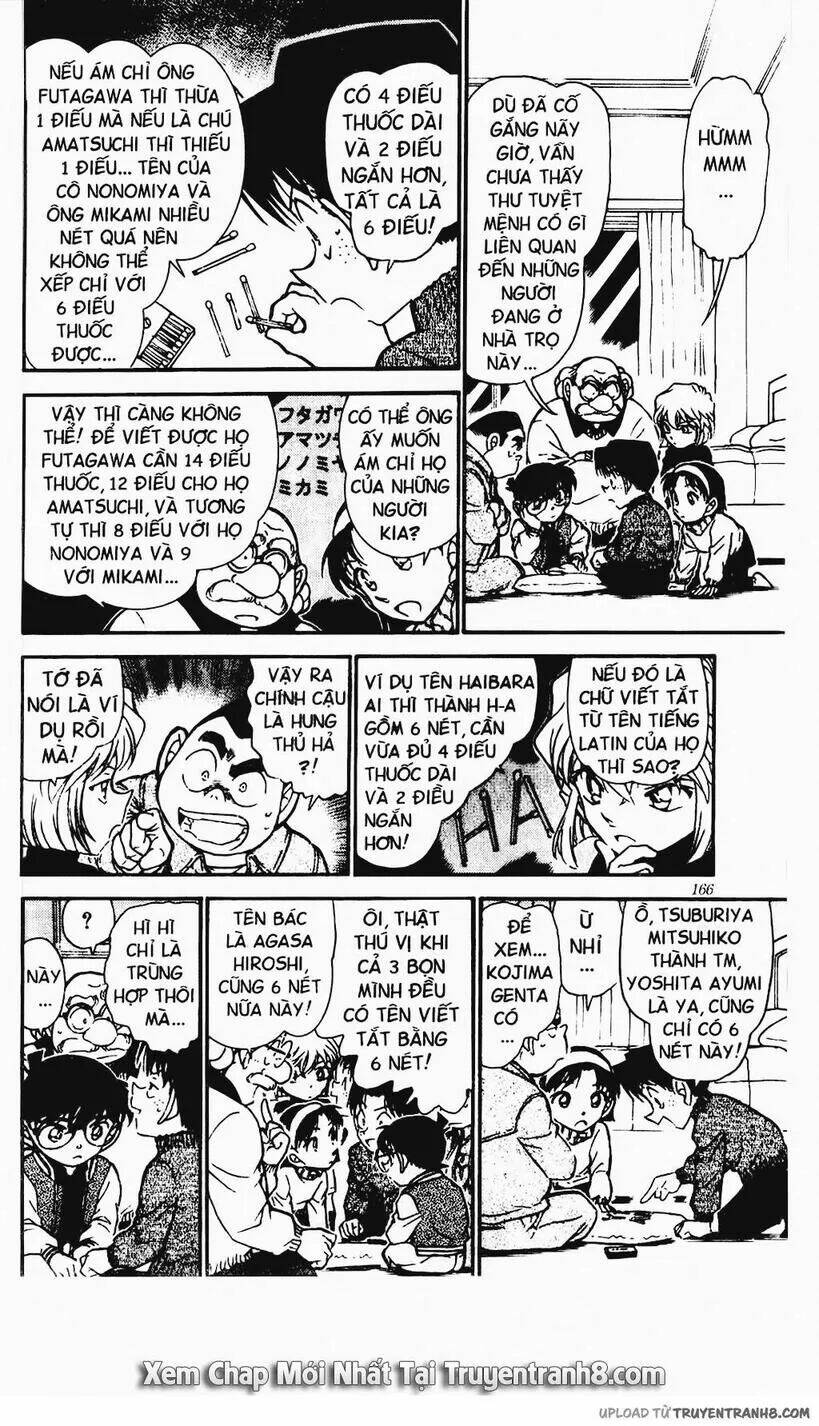 HỪMM
MMM
...
DÙ ĐÃ CỐ
GẮNG NÃY
GIỜ, VẪN
CHƯA THẤY
THƯ TUYỆT
MỆNH CÓ GÌ
LIÊN QUAN
ĐẾN NHỮNG
NGƯỜI
ĐANG Ở
NHÀ TRỌ
NÀY...
CÓ 4 ĐIẾU
THUỐC DÀI
VÀ 2 ĐIẾU
NGẮN HƠN,
TẤT CẢ LÀ
6 ĐIẾU!
NẾU ÁM CHỈ ÔNG
FUTAGAWA THÌ THỪA
1 ĐIẾU MÀ NẾU LÀ CHÚ
AMATSUCHI THÌ THIẾU
1 ĐIẾU... TÊN CỦA
CÔ NONOMIYA VÀ
ÔNG MIKAMI NHIỀU
NÉT QUÁ NÊN
KHÔNG THỂ
XẾP CHỈ VỚI
6 ĐIẾU
THUỐC
ĐƯỢC...
CÓ THỂ ÔNG
ẤY MUỐN
ÁM CHỈ HỌ
CỦA NHỮNG
NGƯỜI
KIA?
フタガワ
アマツチ
ノノミヤ
ミカミ
VẬY THÌ CÀNG KHÔNG
THỂ! ĐỂ VIẾT ĐƯỢC HỌ
FUTAGAWA CẦN 14 ĐIẾU
THUỐC, 12 ĐIẾU CHO HỌ
AMATSUCHI, VÀ TƯƠNG
TỰ THÌ 8 ĐIẾU VỚI HỌ
NONOMIYA VÀ 9
VỚI MIKAMI...
NẾU ĐÓ LÀ
CHỮ VIẾT TẮT
TỪ TÊN TIẾNG
LATIN CỦA HỌ
THÌ SAO?
VÍ DỤ TÊN HAIBARA
AI THÌ THÀNH H-A
GỒM 6 NÉT, CẦN
VỪA ĐỦ 4 ĐIẾU
THUỐC DÀI
VÀ 2 ĐIẾU
NGẮN
HƠN!
HA
VẬY RA
CHÍNH CẬU
LÀ HUNG
THỦ HẢ
?!
TỚ ĐÃ
NÓI LÀ VÍ
DỤ RỒI
MÀ!
166
Ồ, TSUBURIYA
MITSUHIKO
THÀNH TM,
YOSHITA AYUMI
LÀ YA, CŨNG
CHỈ CÓ 6
NÉT NÀY!
Ừ
NHỈ
...
ĐỂ
XEM...
KOJIMA
GENTA
CÓ
...
ÔI, THẬT
THÚ VỊ KHI
CẢ 3 BỌN
MÌNH ĐỀU
CÓ TÊN VIẾT
TẮT BẰNG
6 NÉT!
TÊN BÁC
LÀ AGASA
HIROSHI,
CŨNG 6 NÉT
NỮA NÀY!
HÌ HÌ
CHỈ LÀ
TRÙNG
HỢP THÔI
MÀ...
?
NÀY
...
Xem Chap Mới Nhất Tại Truyentranh8.com
UPLOAD TỪ TRUYENTRANH8.COM